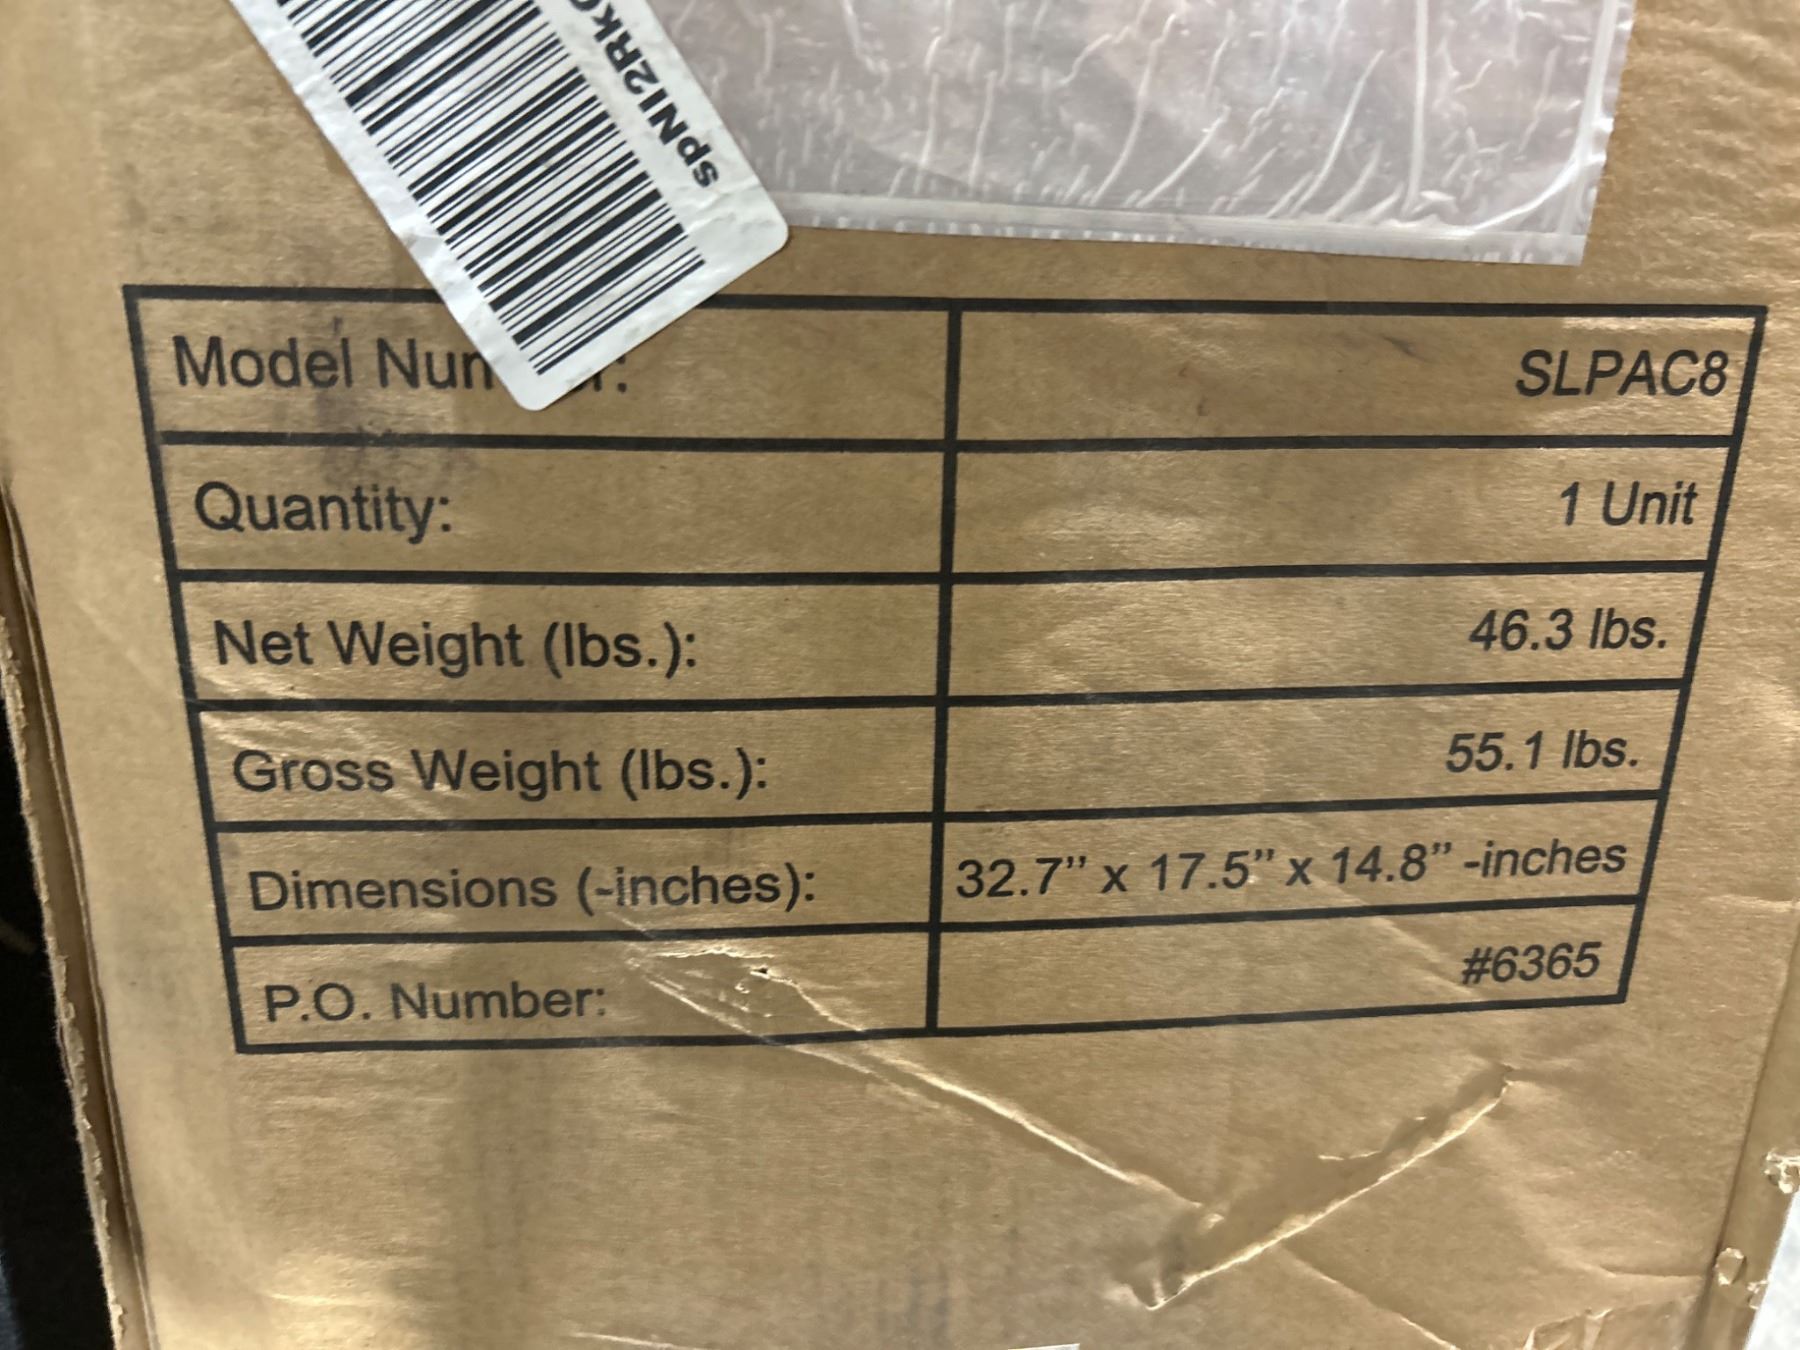 spNI2RK
Model Num r:
SLPAC8
Quantity:
1 Unit
Net Weight (lbs.):
46.3 lbs.
Gross Weight (lbs.):
55.1 lbs.
Dimensions (-inches):
32.7” x 17.5” x 14.8” -inches
P.O. Number:
#6365